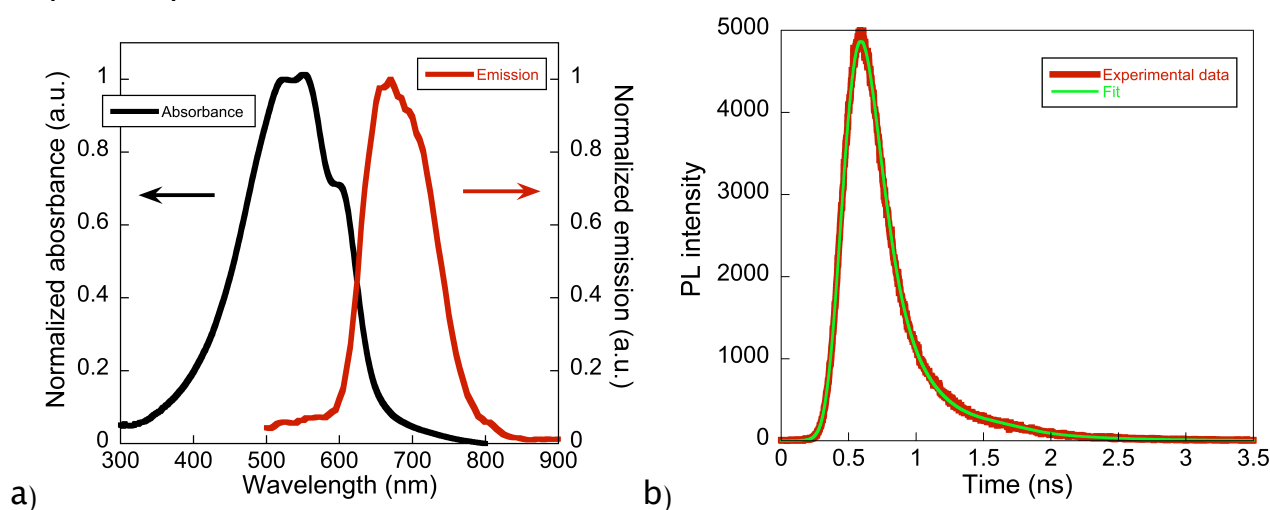 Normalized abosrbance (a.u.)
1
0.8
0.6
0.4
0.2
0
Absorbance
Emission
1
0.8
0.6
0.4
0.2
0
Normalized emission (a.u.)
300 400 500 600 700 800 900
Wavelength (nm)
a)
PL intensity
5000
4000
3000
2000
1000
0
Experimental data
Fit
0 0.5 1 1.5 2 2.5 3 3.5
Time (ns)
b)